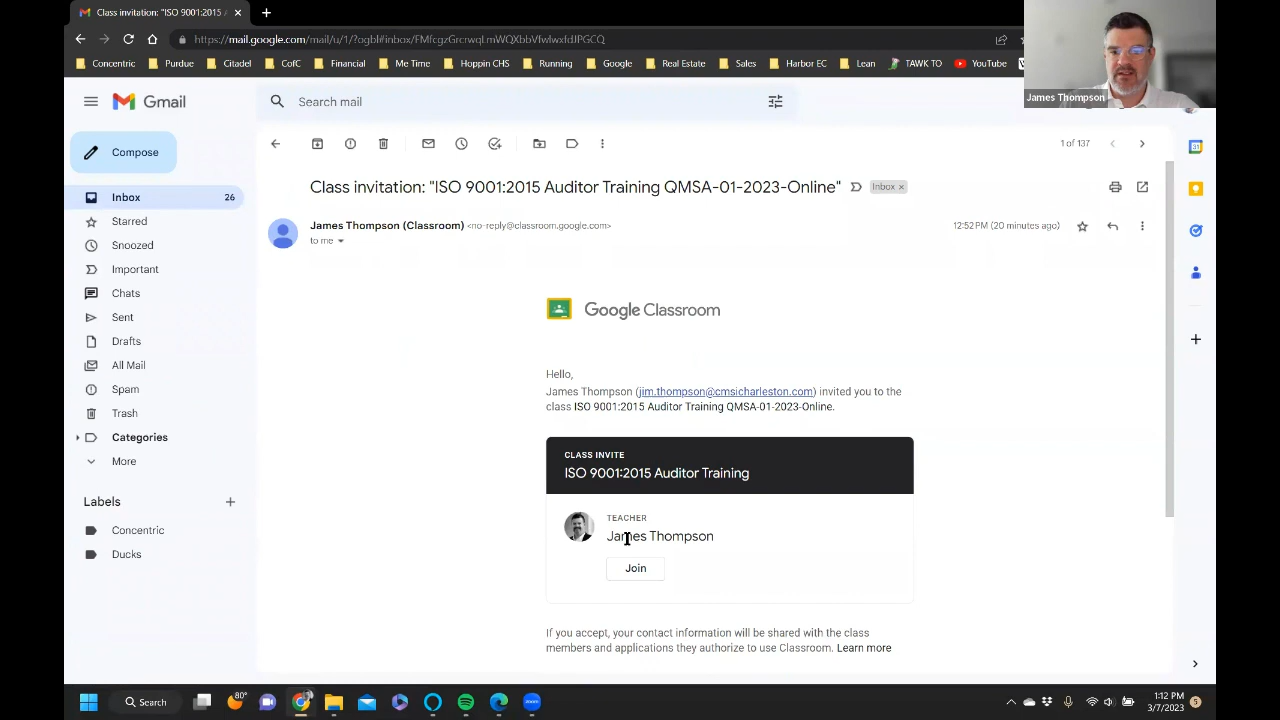 Class invitation: "ISO 9001:2015 A
https://mail.google.com/mail/u/1/?ogbl#inbox/FMfcgzGrcrwqLmWQXbbVfwlwxfdJPGCQ
Concentric Purdue Citadel CofC Financial Me Time Hoppin CHS Running Google Real Estate Sales Harbor EC Lean TAWK TO YouTube
James Thompson
Gmail
Search mail
Compose
1 of 137
Class invitation: "ISO 9001:2015 Auditor Training QMSA-01-2023-Online" Inbox
Inbox 26
Starred
Snoozed
Important
Chats
Sent
Drafts
All Mail
Spam
Trash
Categories
More
Labels
Concentric
Ducks
James Thompson (Classroom) <no-reply@classroom.google.com> 12:52 PM (20 minutes ago)
to me
Google Classroom
Hello,
James Thompson (jim.thompson@cmsicharleston.com) invited you to the
class ISO 9001:2015 Auditor Training QMSA-01-2023-Online.
CLASS INVITE
ISO 9001:2015 Auditor Training
TEACHER
James Thompson
Join
If you accept, your contact information will be shared with the class
members and applications they authorize to use Classroom. Learn more
Search
80°
zoom
1:12 PM
3/7/2023
5